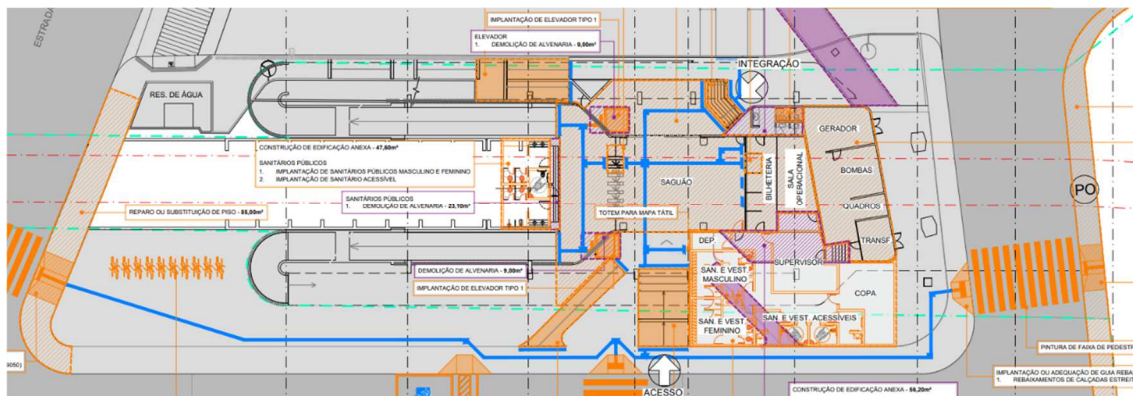 ESTRADA
IMPLANTAÇÃO DE ELEVADOR TIPO 1
ELEVADOR
1. DEMOLIÇÃO DE ALVENARIA - 9,00m²
INTEGRAÇÃO
RES. DE ÁGUA
GERADOR
CONSTRUÇÃO DE EDIFICAÇÃO ANEXA - 47,60m²
SANITÁRIOS PÚBLICOS
1. IMPLANTAÇÃO DE SANITÁRIOS PÚBLICOS MASCULINO E FEMININO
2 IMPLANTAÇÃO DE SANITÁRIO ACESSÍVEL
BOMBAS
SAGUÃO
BILHETERIA
SALA
OPERACIONAL
PO
SANITÁRIOS PÚBLICOS
1. DEMOLIÇÃO DE ALVENARIA - 23,10m²
QUADROS
REPARO OU SUBSTITUIÇÃO DE PISO - 55,00m²
TOTEM PARA MAPA TÁTIL
TRANSF
DEP
SUPERVISOR
DEMOLIÇÃO DE ALVENARIA - 9,00m²
SAN. E VEST.
MASCULINO
IMPLANTAÇÃO DE ELEVADOR TIPO 1
COPA
SAN. E VEST.
FEMININO
SAN. E VEST. ACESSÍVEIS
PINTURA DE FAIXA DE PEDESTR
IMPLANTAÇÃO OU ADEQUAÇÃO DE GUIA REBA
1. REBAIXAMENTOS DE CALÇADAS ESTREIT
ACESSO
CONSTRUÇÃO DE EDIFICAÇÃO ANEXA - 56,20m²